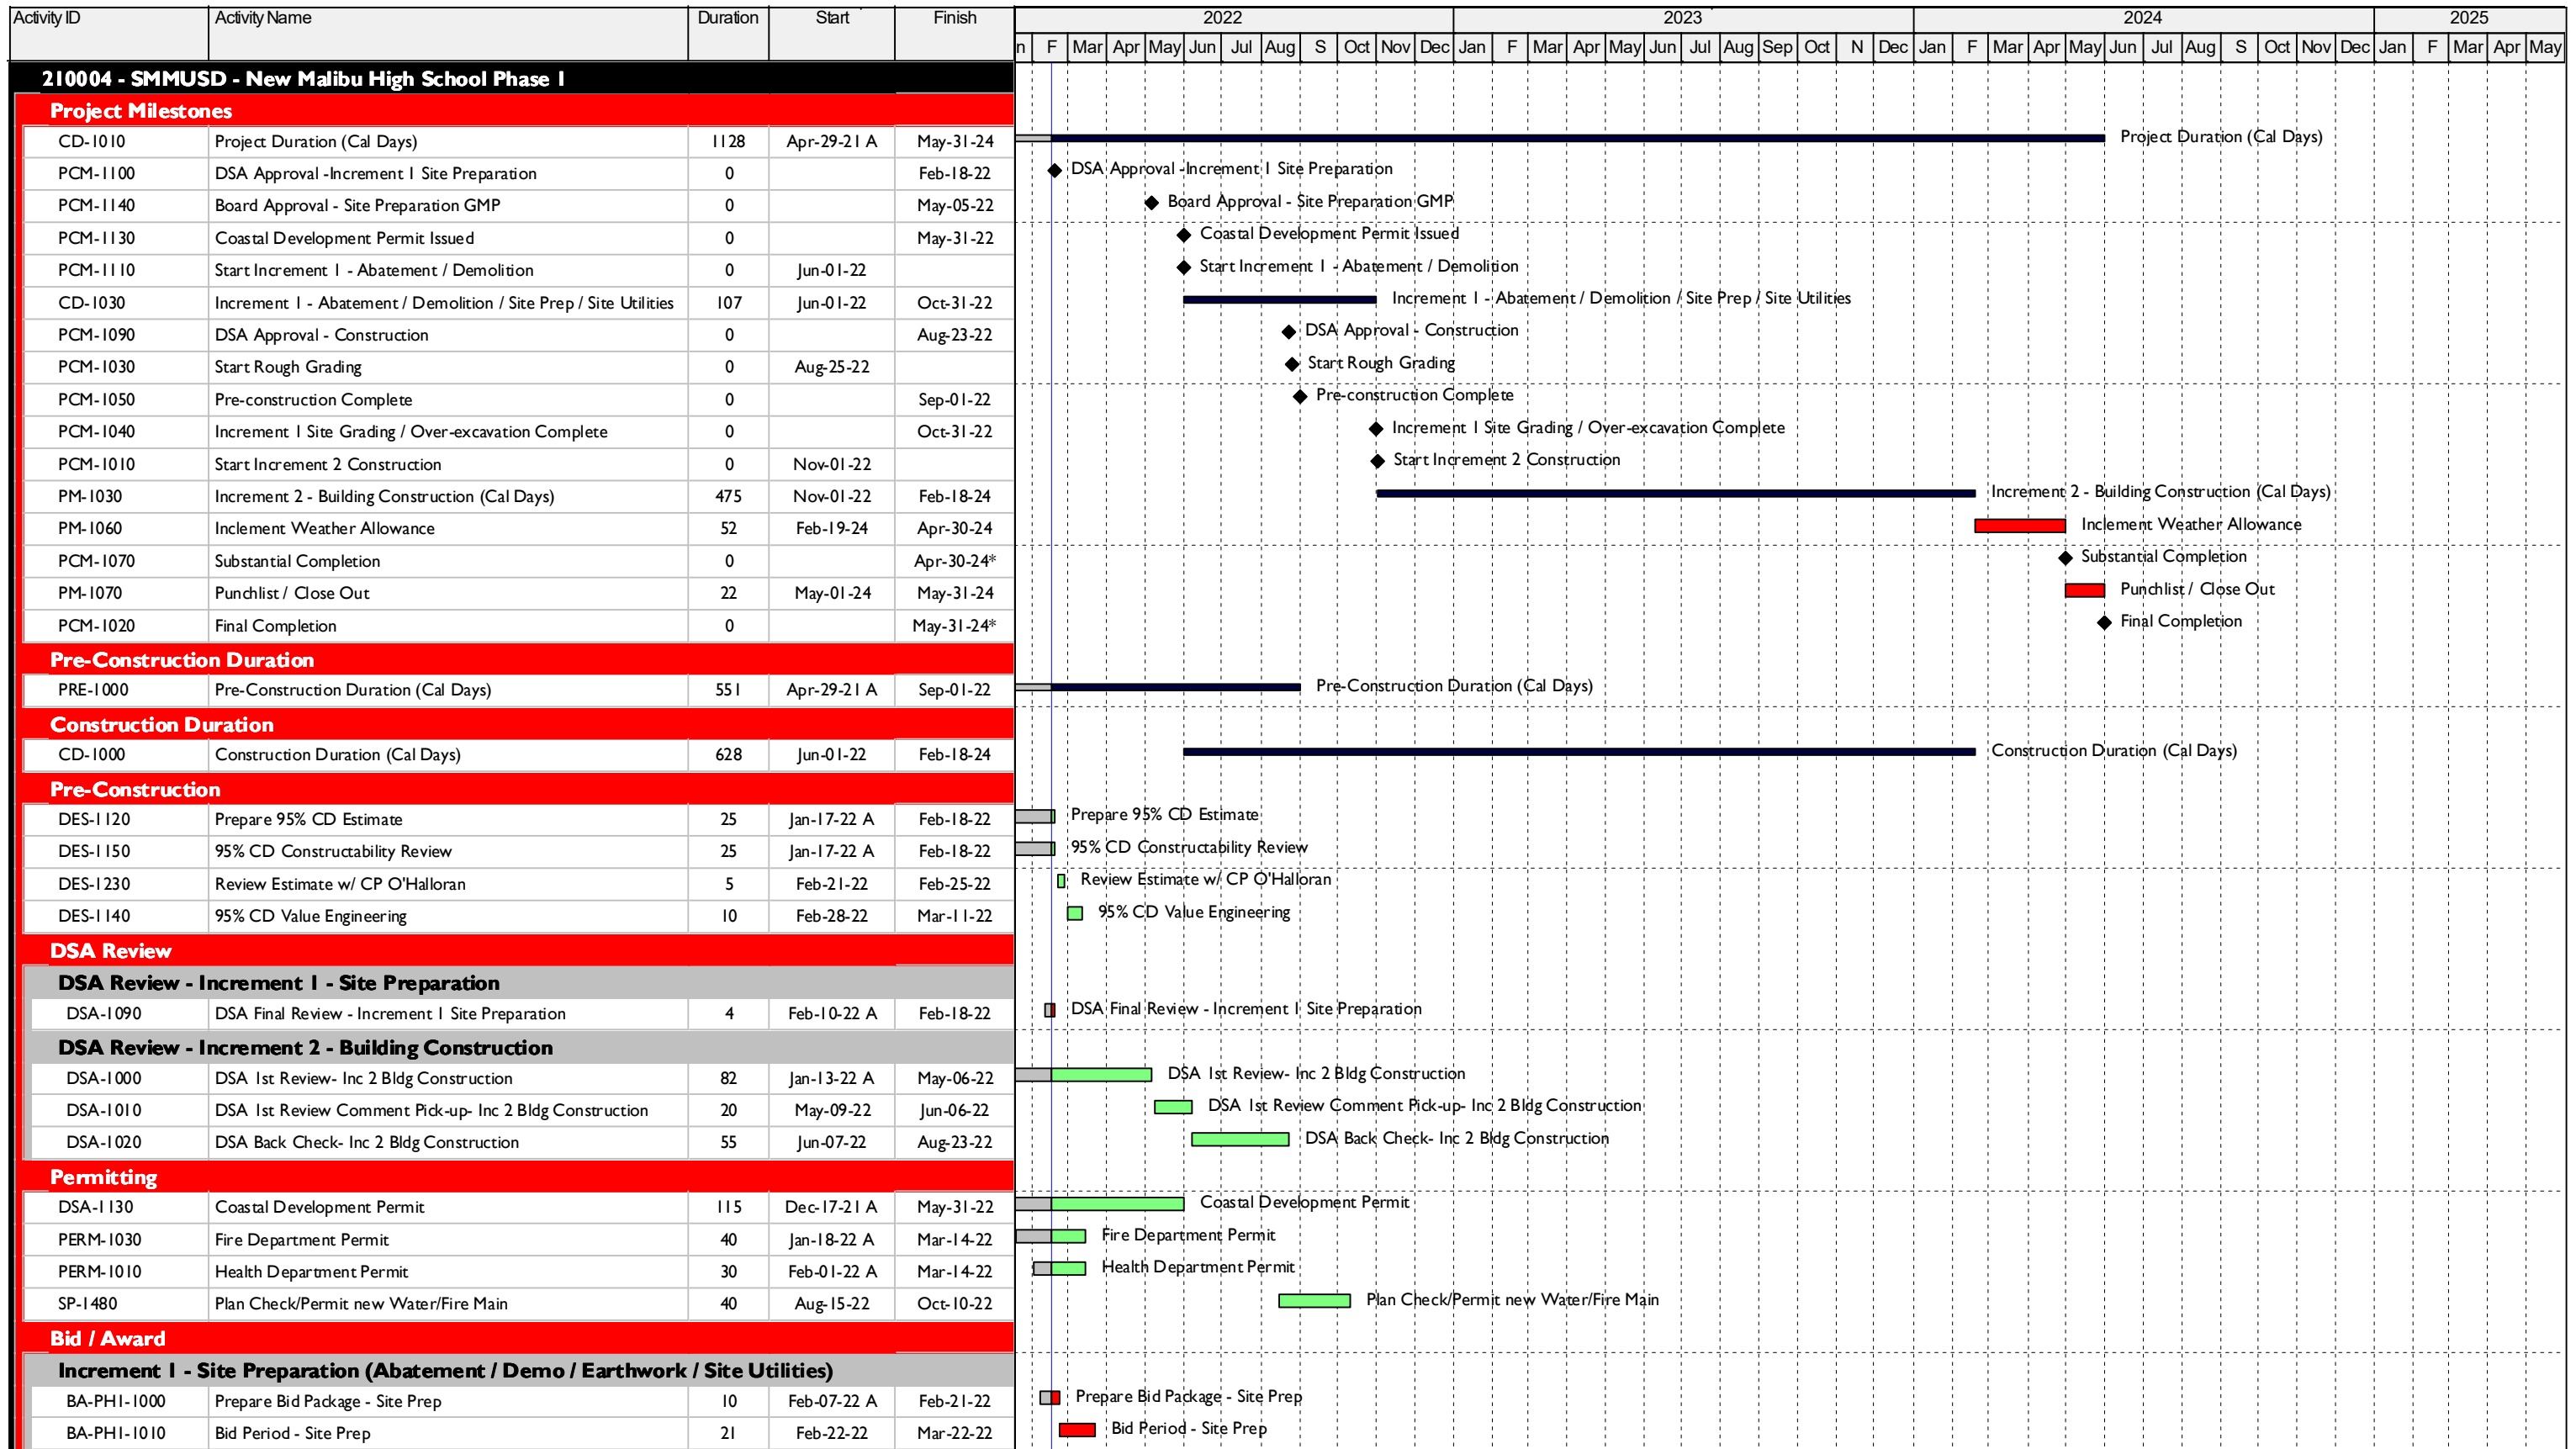 Activity ID Activity Name Duration Start Finish 2022 2023 2024 2025
n F Mar Apr May Jun Jul Aug S Oct Nov Dec Jan F Mar Apr May Jun Jul Aug Sep Oct N Dec Jan F Mar Apr May Jun Jul Aug S Oct Nov Dec Jan F Mar Apr May
210004 - SMMUSD - New Malibu High School Phase 1
Project Milestones
CD-1010 Project Duration (Cal Days) 1128 Apr-29-21 A May-31-24 Project Duration (Cal Days)
PCM-1100 DSA Approval -Increment 1 Site Preparation 0 Feb-18-22 DSA Approval -Increment 1 Site Preparation
PCM-1140 Board Approval - Site Preparation GMP 0 May-05-22 Board Approval - Site Preparation GMP
PCM-1130 Coastal Development Permit Issued 0 May-31-22 Coastal Development Permit Issued
PCM-1110 Start Increment 1 - Abatement / Demolition 0 Jun-01-22 Start Increment 1 - Abatement / Demolition
CD-1030 Increment 1 - Abatement / Demolition / Site Prep / Site Utilities 107 Jun-01-22 Oct-31-22 Increment 1 - Abatement / Demolition / Site Prep / Site Utilities
PCM-1090 DSA Approval - Construction 0 Aug-23-22 DSA Approval - Construction
PCM-1030 Start Rough Grading 0 Aug-25-22 Start Rough Grading
PCM-1050 Pre-construction Complete 0 Sep-01-22 Pre-construction Complete
PCM-1040 Increment 1 Site Grading / Over-excavation Complete 0 Oct-31-22 Increment 1 Site Grading / Over-excavation Complete
PCM-1010 Start Increment 2 Construction 0 Nov-01-22 Start Increment 2 Construction
PM-1030 Increment 2 - Building Construction (Cal Days) 475 Nov-01-22 Feb-18-24 Increment 2 - Building Construction (Cal Days)
PM-1060 Inclement Weather Allowance 52 Feb-19-24 Apr-30-24 Inclement Weather Allowance
PCM-1070 Substantial Completion 0 Apr-30-24* Substantial Completion
PM-1070 Punchlist / Close Out 22 May-01-24 May-31-24 Punchlist / Close Out
PCM-1020 Final Completion 0 May-31-24* Final Completion
Pre-Construction Duration
PRE-1000 Pre-Construction Duration (Cal Days) 551 Apr-29-21 A Sep-01-22 Pre-Construction Duration (Cal Days)
Construction Duration
CD-1000 Construction Duration (Cal Days) 628 Jun-01-22 Feb-18-24 Construction Duration (Cal Days)
Pre-Construction
DES-1120 Prepare 95% CD Estimate 25 Jan-17-22 A Feb-18-22 Prepare 95% CD Estimate
DES-1150 95% CD Constructability Review 25 Jan-17-22 A Feb-18-22 95% CD Constructability Review
DES-1230 Review Estimate w/ CP O'Halloran 5 Feb-21-22 Feb-25-22 Review Estimate w/ CP O'Halloran
DES-1140 95% CD Value Engineering 10 Feb-28-22 Mar-11-22 95% CD Value Engineering
DSA Review
DSA Review - Increment 1 - Site Preparation
DSA-1090 DSA Final Review - Increment 1 Site Preparation 4 Feb-10-22 A Feb-18-22 DSA Final Review - Increment 1 Site Preparation
DSA Review - Increment 2 - Building Construction
DSA-1000 DSA 1st Review- Inc 2 Bldg Construction 82 Jan-13-22 A May-06-22 DSA 1st Review- Inc 2 Bldg Construction
DSA-1010 DSA 1st Review Comment Pick-up- Inc 2 Bldg Construction 20 May-09-22 Jun-06-22 DSA 1st Review Comment Pick-up- Inc 2 Bldg Construction
DSA-1020 DSA Back Check- Inc 2 Bldg Construction 55 Jun-07-22 Aug-23-22 DSA Back Check- Inc 2 Bldg Construction
Permitting
DSA-1130 Coastal Development Permit 115 Dec-17-21 A May-31-22 Coastal Development Permit
PERM-1030 Fire Department Permit 40 Jan-18-22 A Mar-14-22 Fire Department Permit
PERM-1010 Health Department Permit 30 Feb-01-22 A Mar-14-22 Health Department Permit
SP-1480 Plan Check/Permit new Water/Fire Main 40 Aug-15-22 Oct-10-22 Plan Check/Permit new Water/Fire Main
Bid / Award
Increment 1 - Site Preparation (Abatement / Demo / Earthwork / Site Utilities)
BA-PH1-1000 Prepare Bid Package - Site Prep 10 Feb-07-22 A Feb-21-22 Prepare Bid Package - Site Prep
BA-PH1-1010 Bid Period - Site Prep 21 Feb-22-22 Mar-22-22 Bid Period - Site Prep